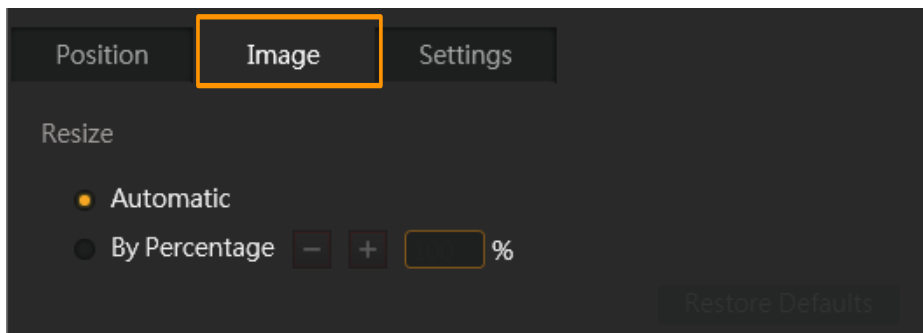 Position Image Settings
Resize
Automatic
By Percentage − + %
Restore Defaults